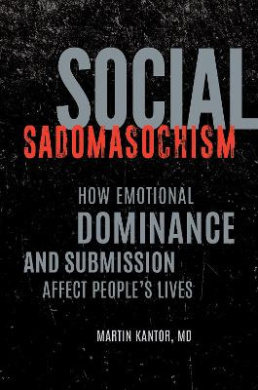 SOCIAL
SADOMASOCHISM
HOW EMOTIONAL
DOMINANCE
AND SUBMISSION
AFFECT PEOPLE'S LIVES
MARTIN KANTOR, MD